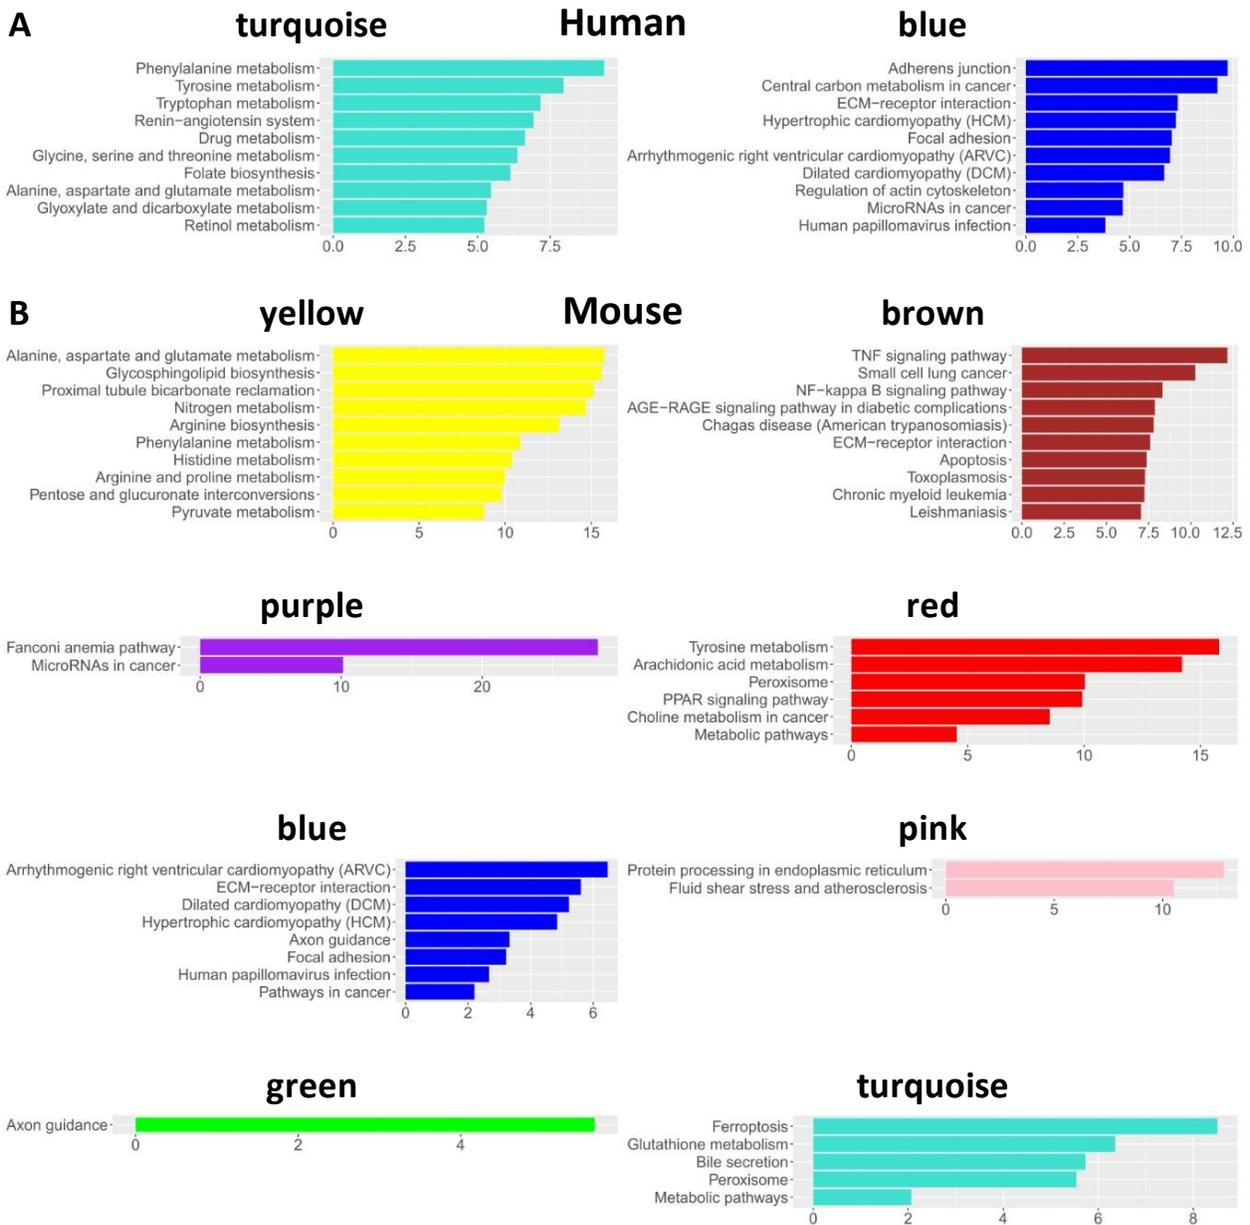 A
turquoise
Human
blue
Phenylalanine metabolism
Tyrosine metabolism
Tryptophan metabolism
Renin−angiotensin system
Drug metabolism
Glycine, serine and threonine metabolism
Folate biosynthesis
Alanine, aspartate and glutamate metabolism
Glyoxylate and dicarboxylate metabolism
Retinol metabolism
0.0 2.5 5.0 7.5
Adherens junction
Central carbon metabolism in cancer
ECM−receptor interaction
Hypertrophic cardiomyopathy (HCM)
Focal adhesion
Arrhythmogenic right ventricular cardiomyopathy (ARVC)
Dilated cardiomyopathy (DCM)
Regulation of actin cytoskeleton
MicroRNAs in cancer
Human papillomavirus infection
0.0 2.5 5.0 7.5 10.0
B
yellow
Mouse
brown
Alanine, aspartate and glutamate metabolism
Glycosphingolipid biosynthesis
Proximal tubule bicarbonate reclamation
Nitrogen metabolism
Arginine biosynthesis
Phenylalanine metabolism
Histidine metabolism
Arginine and proline metabolism
Pentose and glucuronate interconversions
Pyruvate metabolism
0 5 10 15
TNF signaling pathway
Small cell lung cancer
NF−kappa B signaling pathway
AGE−RAGE signaling pathway in diabetic complications
Chagas disease (American trypanosomiasis)
ECM−receptor interaction
Apoptosis
Toxoplasmosis
Chronic myeloid leukemia
Leishmaniasis
0.0 2.5 5.0 7.5 10.0 12.5
purple
Fanconi anemia pathway
MicroRNAs in cancer
0 10 20
red
Tyrosine metabolism
Arachidonic acid metabolism
Peroxisome
PPAR signaling pathway
Choline metabolism in cancer
Metabolic pathways
0 5 10 15
blue
Arrhythmogenic right ventricular cardiomyopathy (ARVC)
ECM−receptor interaction
Dilated cardiomyopathy (DCM)
Hypertrophic cardiomyopathy (HCM)
Axon guidance
Focal adhesion
Human papillomavirus infection
Pathways in cancer
0 2 4 6
pink
Protein processing in endoplasmic reticulum
Fluid shear stress and atherosclerosis
0 5 10
green
Axon guidance
0 2 4
turquoise
Ferroptosis
Glutathione metabolism
Bile secretion
Peroxisome
Metabolic pathways
0 2 4 6 8